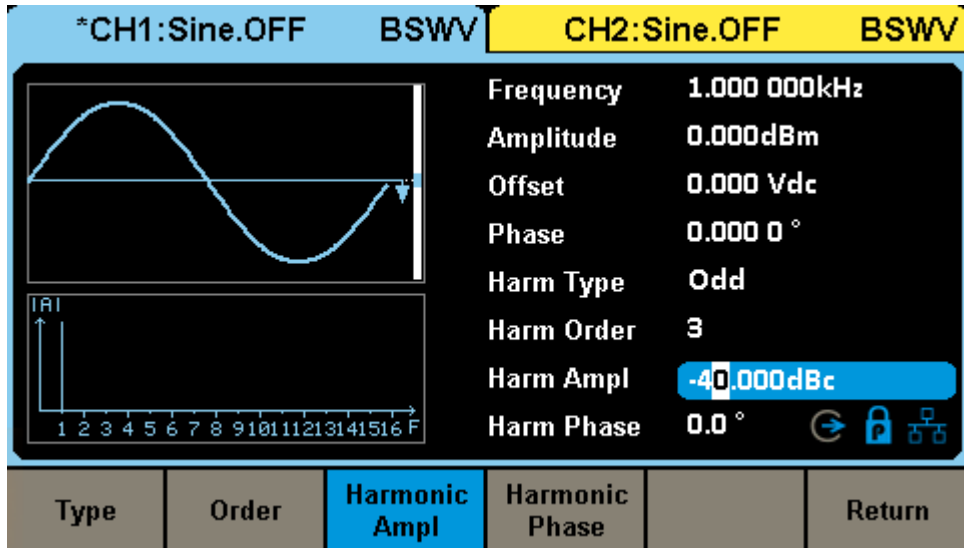 *CH1:Sine.OFF BSWV CH2:Sine.OFF BSWV
Frequency 1.000 000kHz
Amplitude 0.000dBm
Offset 0.000 Vdc
Phase 0.000 0 °
Harm Type Odd
Harm Order 3
Harm Ampl -40.000dBc
Harm Phase 0.0 °
|A|
1 2 3 4 5 6 7 8 9 10 11 12 13 14 15 16 F
P
Type Order Harmonic Ampl Harmonic Phase Return